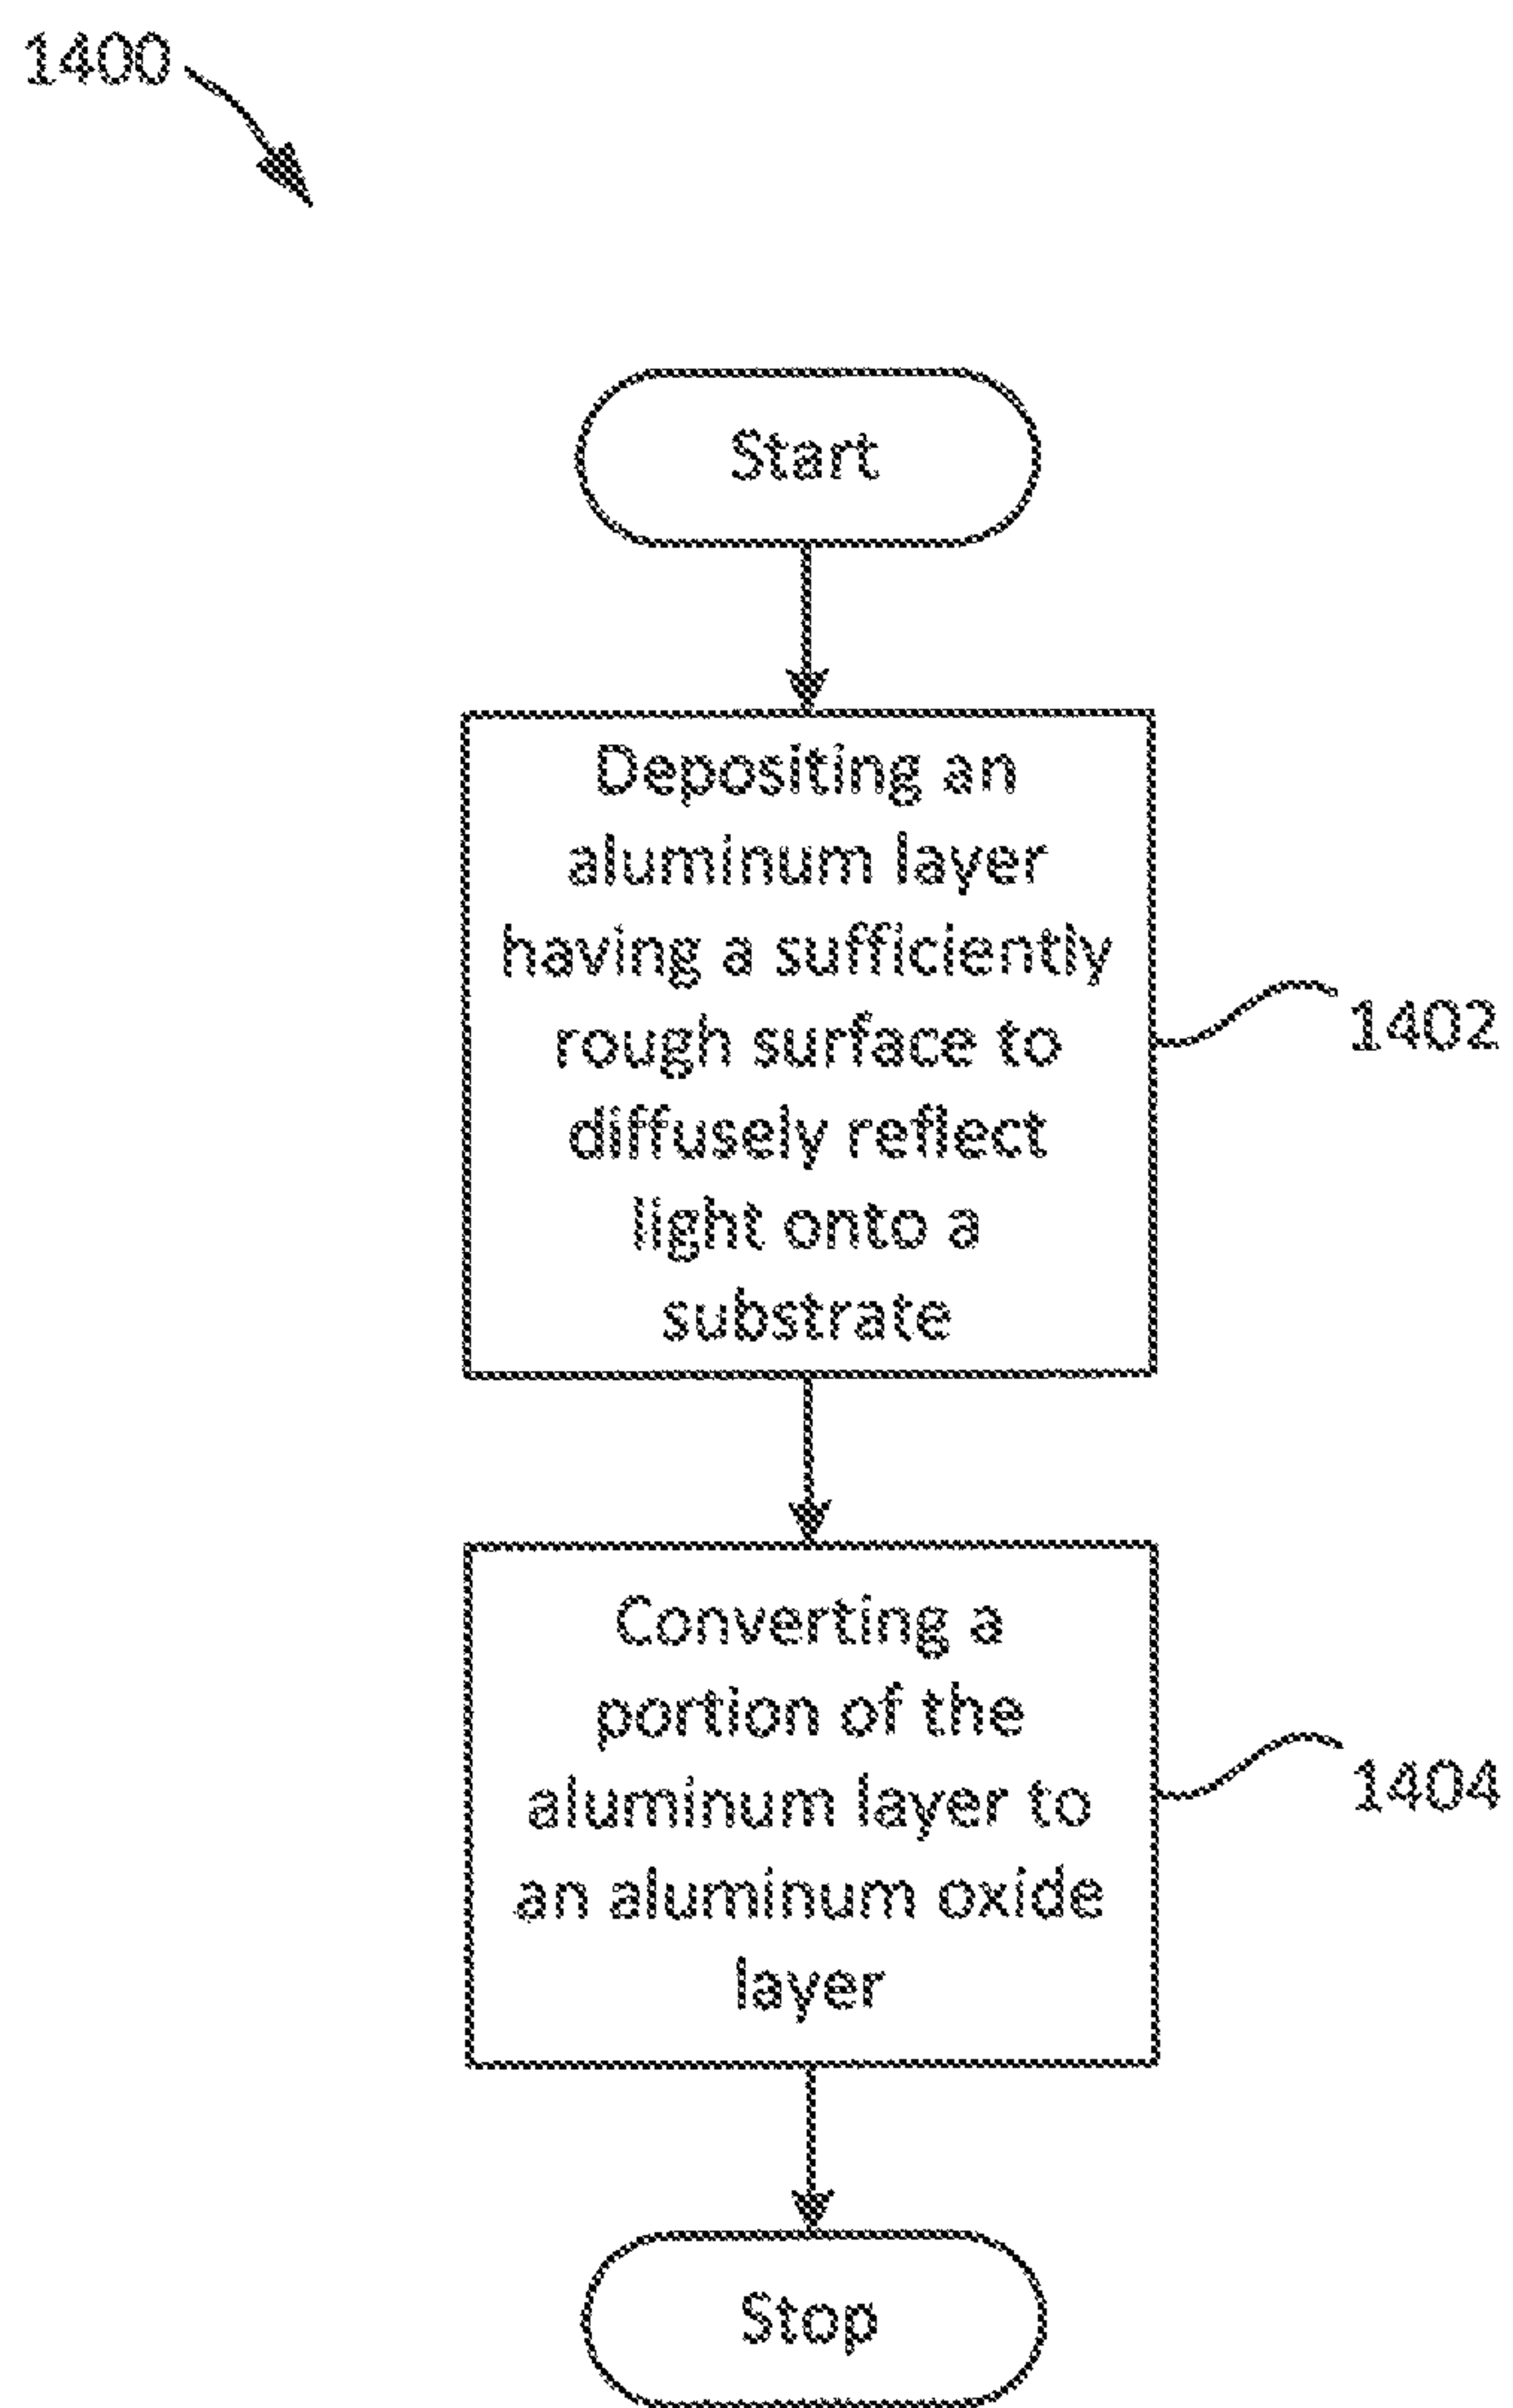 1400
Start
Depositing an
aluminum layer
having a sufficiently
rough surface to
diffusely reflect
light onto a
substrate
1402
Converting a
portion of the
aluminum layer to
an aluminum oxide
layer
1404
Stop